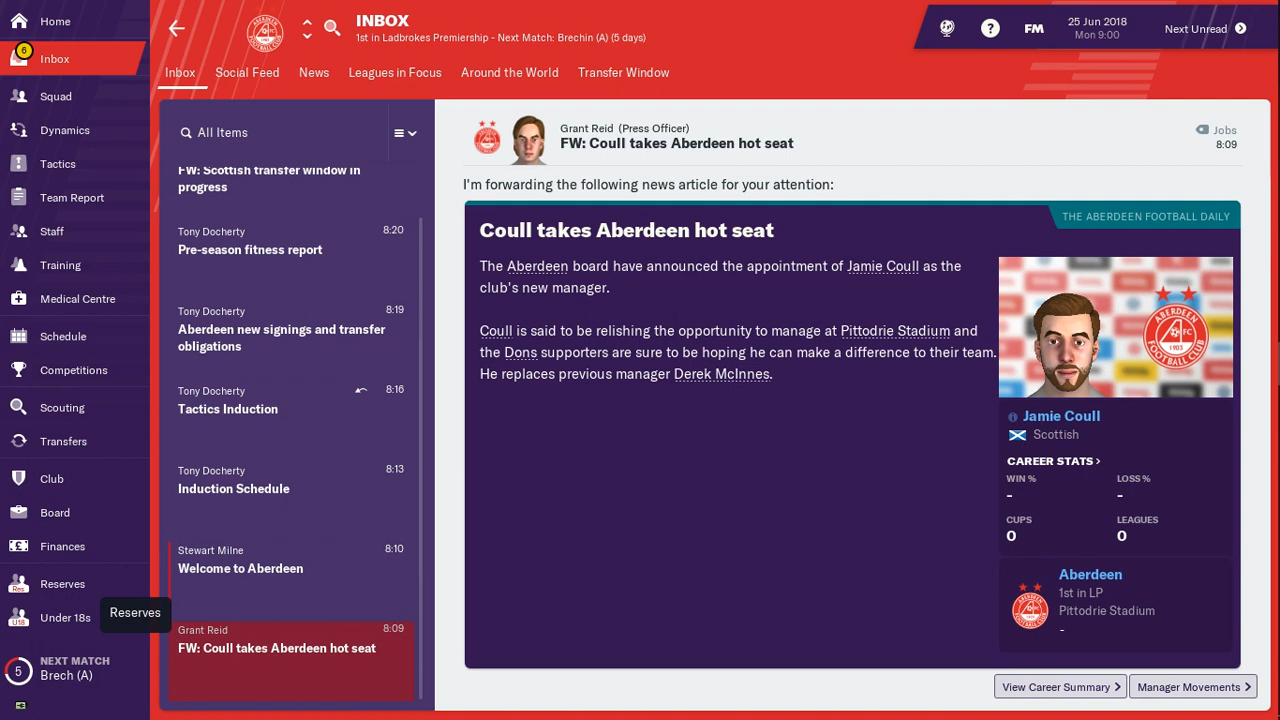 Home
6
Inbox
Squad
Dynamics
Tactics
Team Report
Staff
Training
Medical Centre
Schedule
Competitions
Scouting
Transfers
Club
Board
Finances
Res
Reserves
U18
Under 18s
Reserves
5
NEXT MATCH
Brech (A)
INBOX
1st in Ladbrokes Premiership - Next Match: Brechin (A) (5 days)
?
FM
25 Jun 2018
Mon 9:00
Next Unread
Inbox
Social Feed
News
Leagues in Focus
Around the World
Transfer Window
All Items
FW: Scottish transfer window in
progress
Tony Docherty 8:20
Pre-season fitness report
Tony Docherty 8:19
Aberdeen new signings and transfer
obligations
Tony Docherty 8:16
Tactics Induction
Tony Docherty 8:13
Induction Schedule
Stewart Milne 8:10
Welcome to Aberdeen
Grant Reid 8:09
FW: Coull takes Aberdeen hot seat
Grant Reid (Press Officer)
FW: Coull takes Aberdeen hot seat
Jobs
8:09
I'm forwarding the following news article for your attention:
THE ABERDEEN FOOTBALL DAILY
Coull takes Aberdeen hot seat
The Aberdeen board have announced the appointment of Jamie Coull as the
club's new manager.
Coull is said to be relishing the opportunity to manage at Pittodrie Stadium and
the Dons supporters are sure to be hoping he can make a difference to their team.
He replaces previous manager Derek McInnes.
ABERDEEN
FC
1903
FOOTBALL CLUB
Jamie Coull
Scottish
CAREER STATS >
WIN % LOSS %
- -
CUPS LEAGUES
0 0
Aberdeen
1st in LP
Pittodrie Stadium
-
View Career Summary >
Manager Movements >